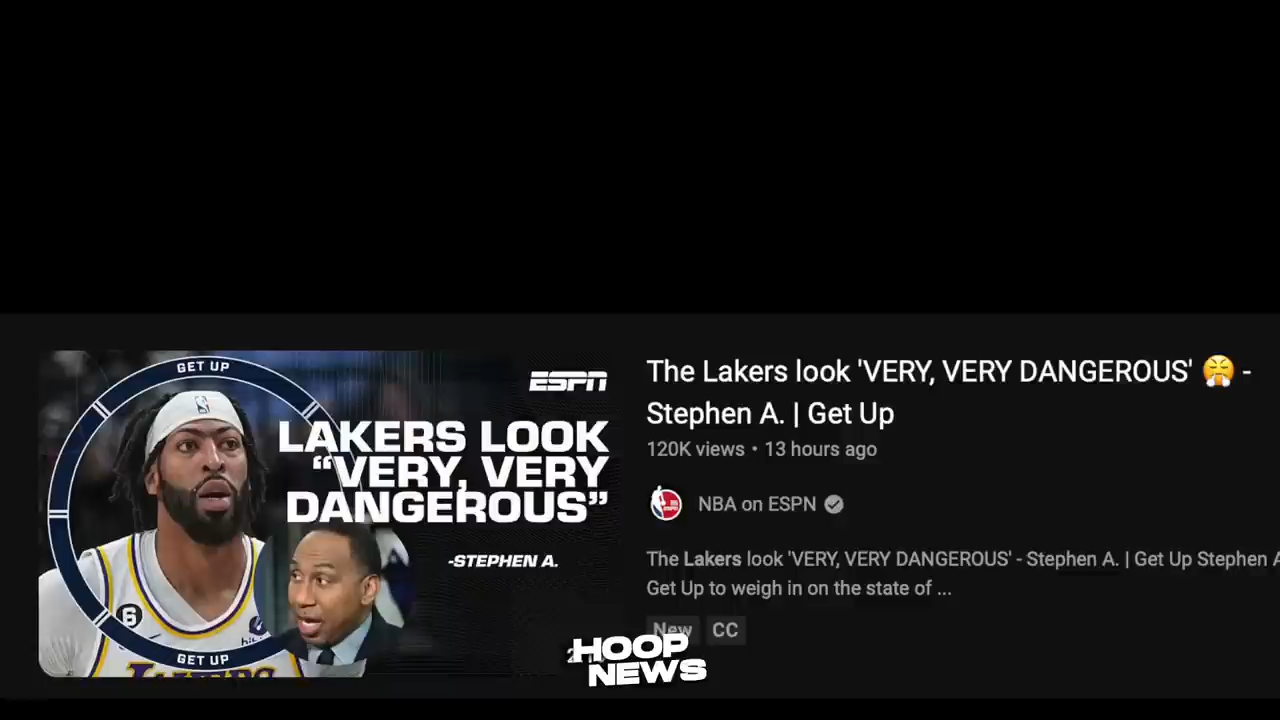 GET UP
ESPN
LAKERS LOOK
“VERY, VERY
DANGEROUS”
-STEPHEN A.
6
GET UP
The Lakers look 'VERY, VERY DANGEROUS' 😤 -
Stephen A. | Get Up
120K views • 13 hours ago
NBA on ESPN
The Lakers look 'VERY, VERY DANGEROUS' - Stephen A. | Get Up Stephen
Get Up to weigh in on the state of ...
New CC
HOOP
NEWS